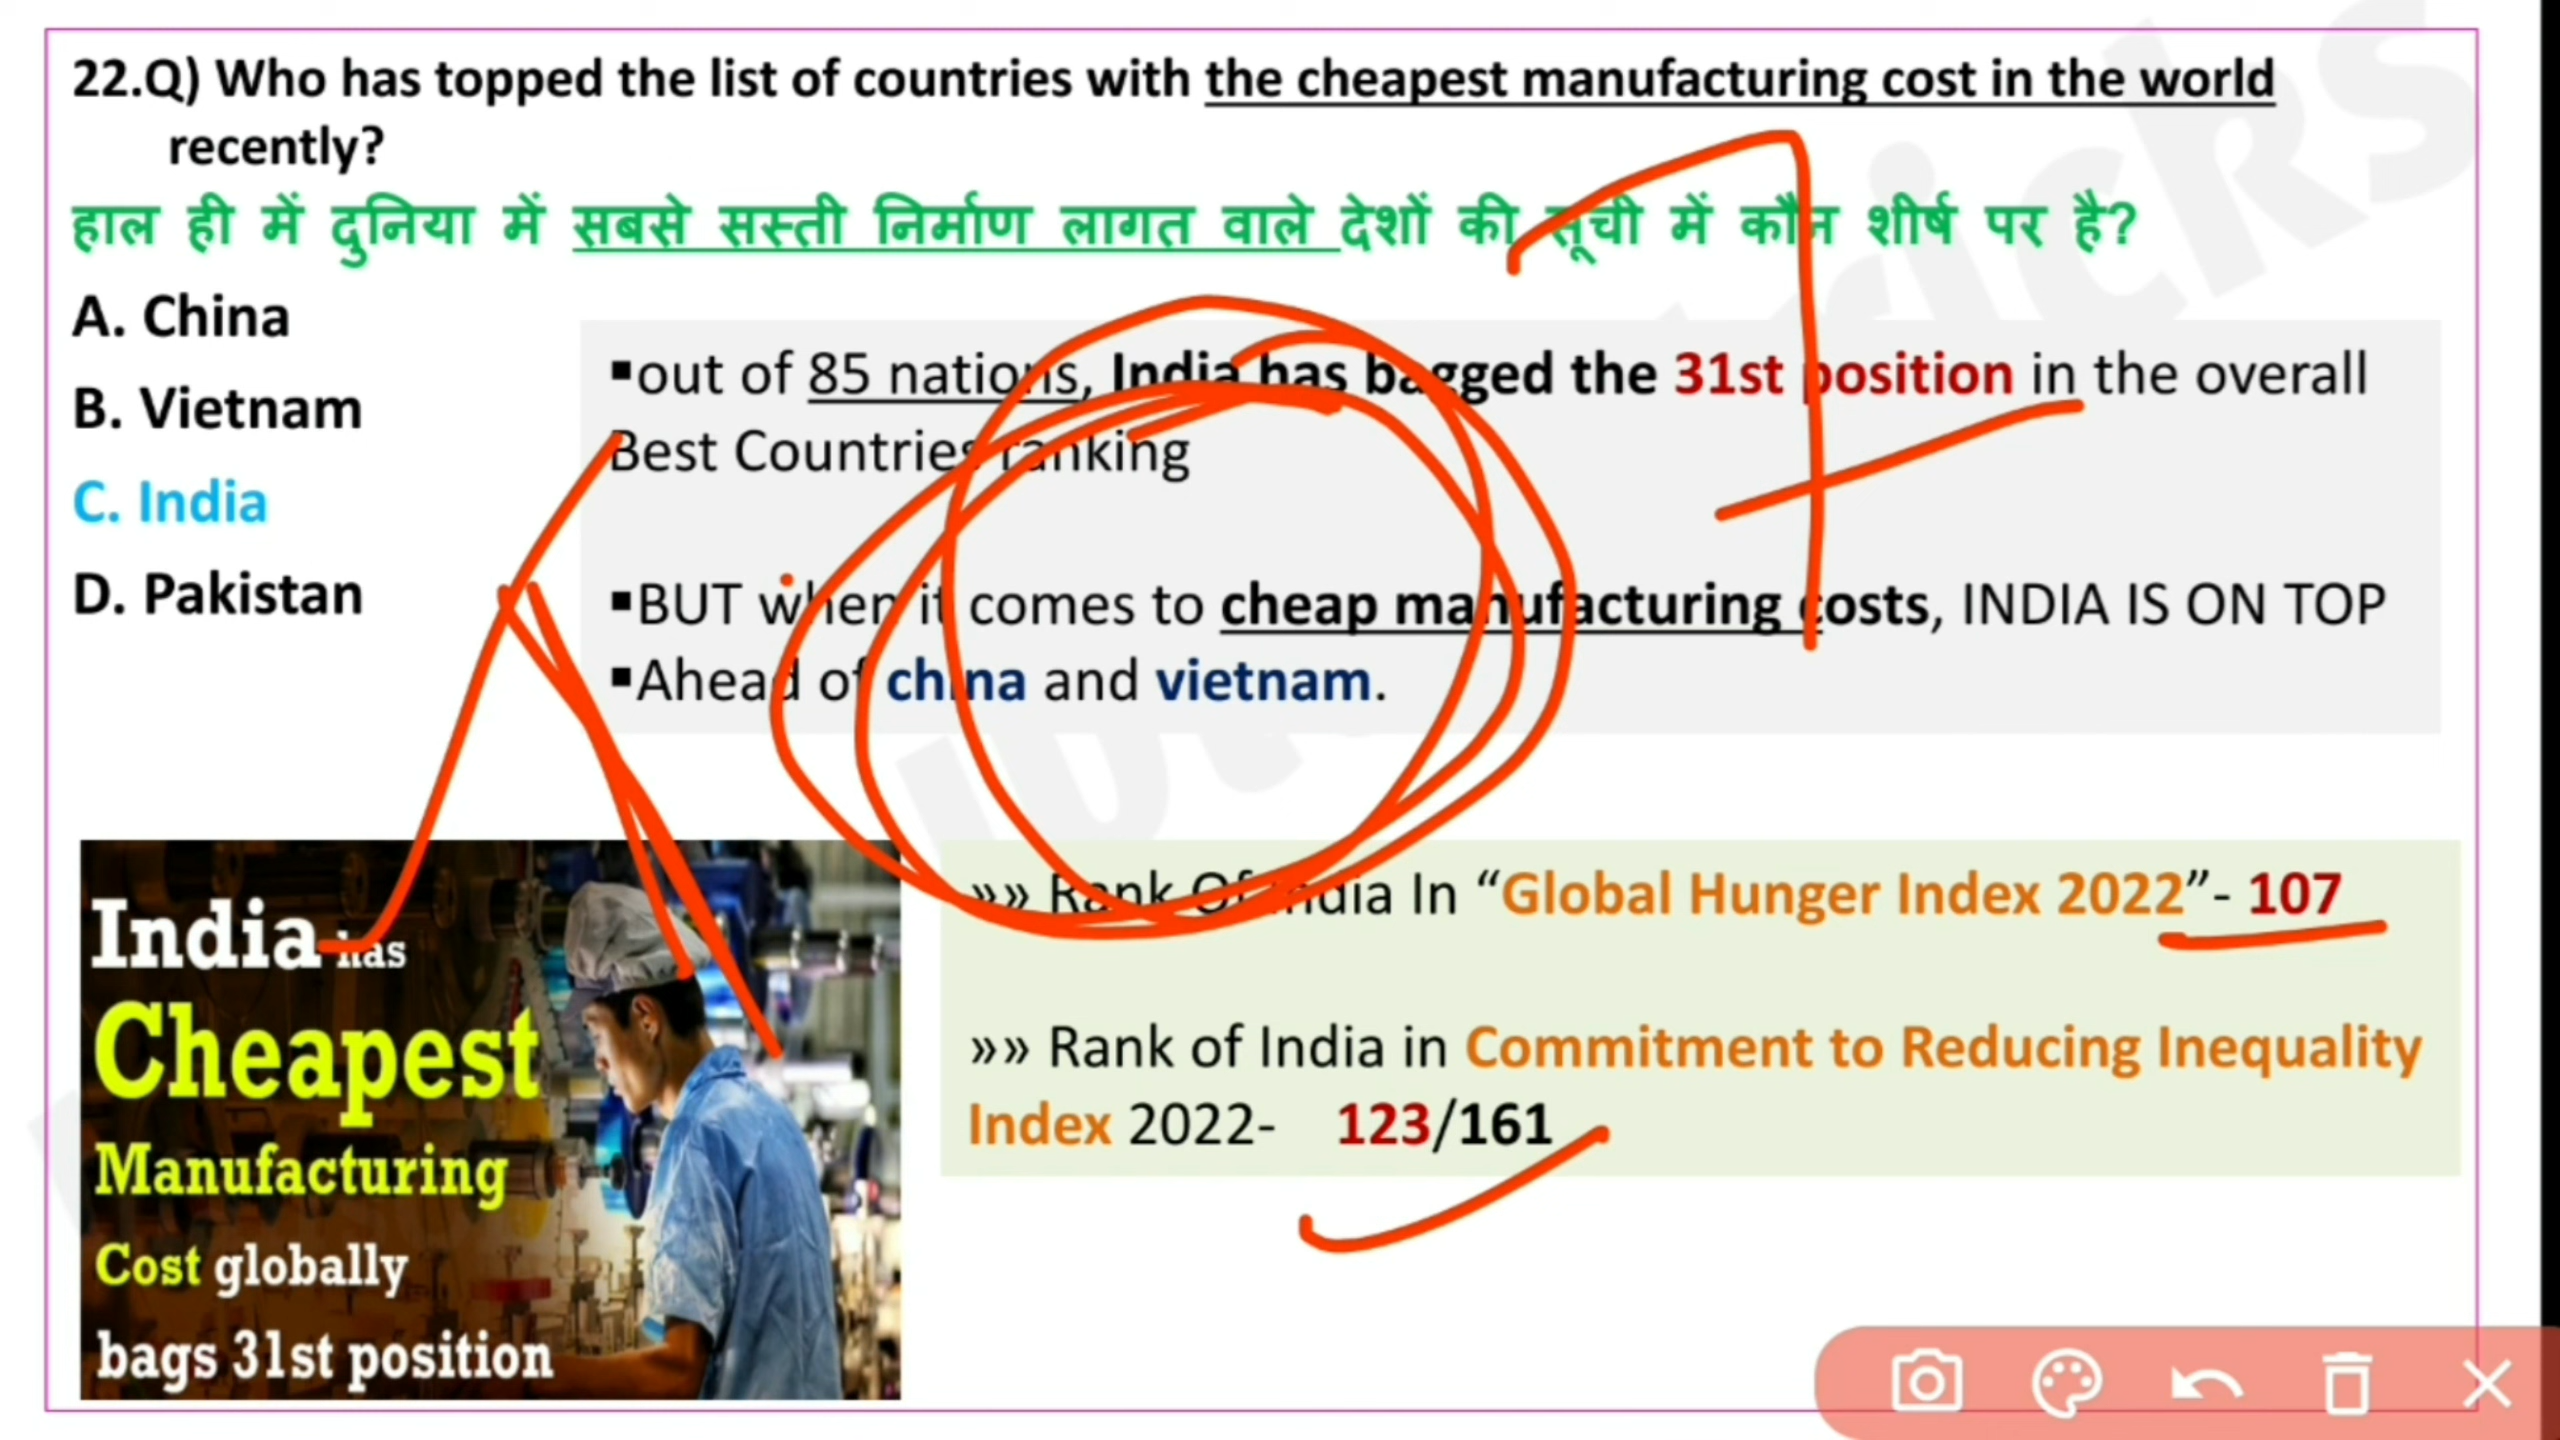 22.Q) Who has topped the list of countries with the cheapest manufacturing cost in the world
recently?
हाल ही में दुनिया में सबसे सस्ती निर्माण लागत वाले देशों की सूची में कौन शीर्ष पर है?
A. China
B. Vietnam
C. India
D. Pakistan
▪out of 85 nations, India has bagged the 31st position in the overall
Best Countries ranking
▪BUT when it comes to cheap manufacturing costs, INDIA IS ON TOP
▪Ahead of china and vietnam.
India has
Cheapest
Manufacturing
Cost globally
bags 31st position
»» Rank Of India In “Global Hunger Index 2022”- 107
»» Rank of India in Commitment to Reducing Inequality
Index 2022- 123/161